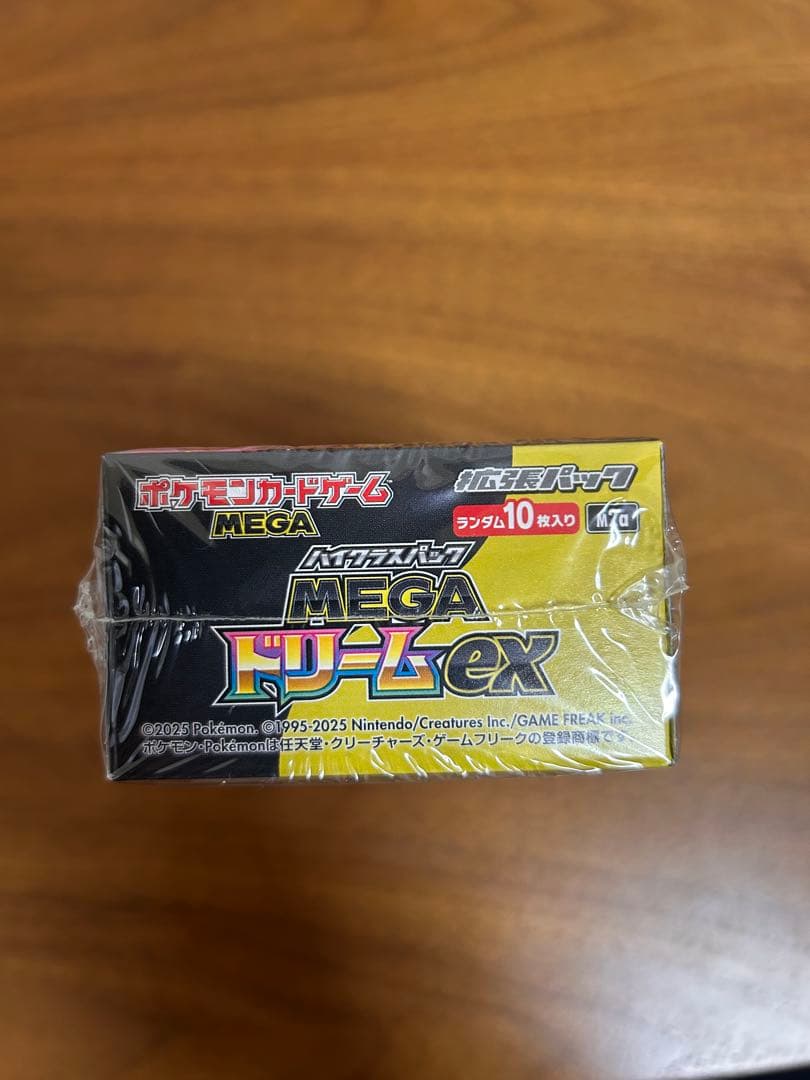 ポケモンカードゲーム
MEGA
拡張パック
ランダム10枚入り
ハイクラスパック
MEGA
ドリームex
©2025 Pokémon. ©1995-2025 Nintendo/Creatures Inc./GAME FREAK inc.
ポケモン・Pokémonは任天堂・クリーチャーズ・ゲームフリークの登録商標です